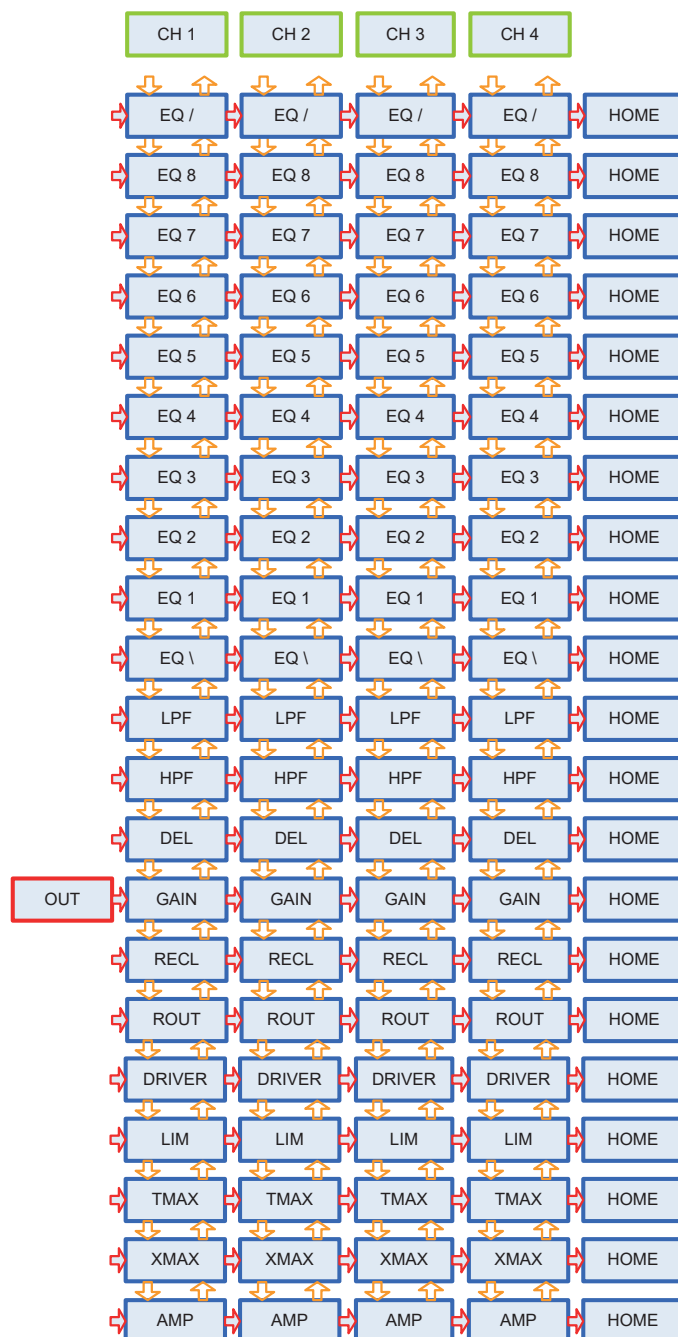 CH 1 CH 2 CH 3 CH 4
EQ / EQ / EQ / EQ / HOME
EQ 8 EQ 8 EQ 8 EQ 8 HOME
EQ 7 EQ 7 EQ 7 EQ 7 HOME
EQ 6 EQ 6 EQ 6 EQ 6 HOME
EQ 5 EQ 5 EQ 5 EQ 5 HOME
EQ 4 EQ 4 EQ 4 EQ 4 HOME
EQ 3 EQ 3 EQ 3 EQ 3 HOME
EQ 2 EQ 2 EQ 2 EQ 2 HOME
EQ 1 EQ 1 EQ 1 EQ 1 HOME
EQ \ EQ \ EQ \ EQ \ HOME
LPF LPF LPF LPF HOME
HPF HPF HPF HPF HOME
DEL DEL DEL DEL HOME
OUT GAIN GAIN GAIN GAIN HOME
RECL RECL RECL RECL HOME
ROUT ROUT ROUT ROUT HOME
DRIVER DRIVER DRIVER DRIVER HOME
LIM LIM LIM LIM HOME
TMAX TMAX TMAX TMAX HOME
XMAX XMAX XMAX XMAX HOME
AMP AMP AMP AMP HOME